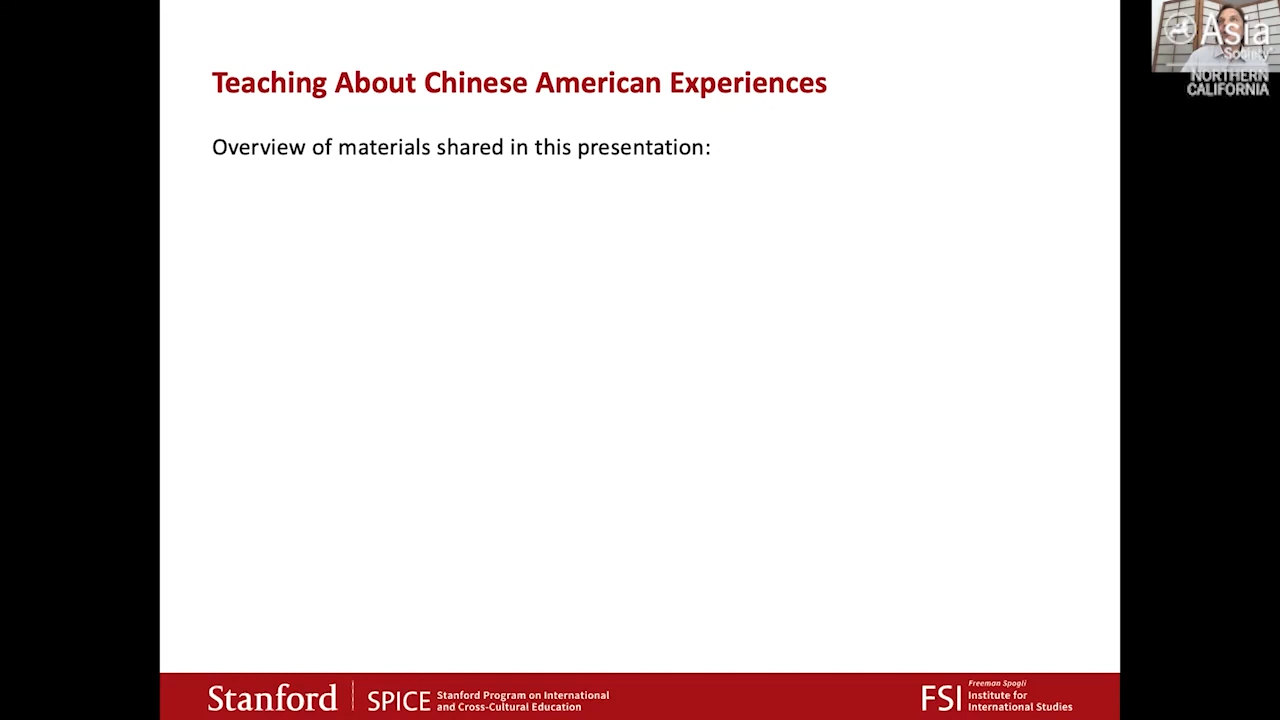 Teaching About Chinese American Experiences
Overview of materials shared in this presentation:
Asia
Society
NORTHERN
CALIFORNIA
Stanford
SPICE
Stanford Program on International
and Cross-Cultural Education
FSI
Freeman Spogli
Institute for
International Studies